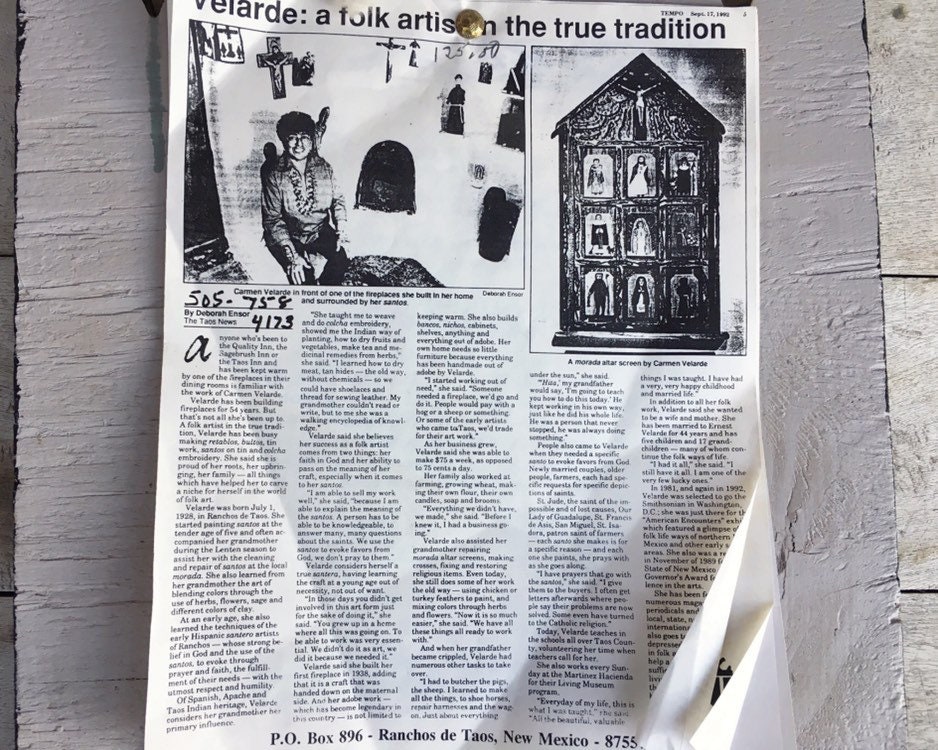 Velarde: a folk artis n the true tradition
TEMPO Sept. 17, 1992 5
125.00
Carmen Velarde in front of one of the fireplaces she built in her home
and surrounded by her santos.
Deborah Ensor
505-758
4173
By Deborah Ensor
The Taos News
A morada altar screen by Carmen Velarde
anyone who's been to
the Quality Inn, the
Sagebrush Inn or
the Taos Inn and
has been kept warm
by one of the fireplaces in their
dining rooms is familiar with
the work of Carmen Velarde.
Velarde has been building
fireplaces for 54 years. But
that's not all she's been up to.
A folk artist in the true tradi-
tion, Velarde has been busy
making retablos, bultos, tin
work, santos on tin and colcha
embroidery. She said she is
proud of her roots, her upbrin-
ging, her family — all things
which have helped her to carve
a niche for herself in the world
of folk art.
Velarde was born July 1,
1928, in Ranchos de Taos. She
started painting santos at the
tender age of five and often ac-
companied her grandmother
during the Lenten season to
assist her with the cleaning
and repair of santos at the local
morada. She also learned from
her grandmother the art of
blending colors through the
use of herbs, flowers, sage and
different colors of clay.
At an early age, she also
learned the techniques of the
early Hispanic santero artists
of Ranchos — whose strong be-
lief in God and the use of the
santos, to evoke through
prayer and faith, the fulfill-
ment of their needs — with the
utmost respect and humility.
Of Spanish, Apache and
Taos Indian heritage, Velarde
considers her grandmother her
primary influence.
"She taught me to weave
and do colcha embroidery,
showed me the Indian way of
planting, how to dry fruits and
vegetables, make tea and me-
dicinal remedies from herbs,"
she said. "I learned how to dry
meat, tan hides — the old way,
without chemicals — so we
could have shoelaces and
thread for sewing leather. My
grandmother couldn't read or
write, but to me she was a
walking encyclopedia of knowl-
edge."
Velarde said she believes
her success as a folk artist
comes from two things: her
faith in God and her ability to
pass on the meaning of her
craft, especially when it comes
to her santos.
"I am able to sell my work
well," she said, "because I am
able to explain the meaning of
the santos. A person has to be
able to be knowledgeable, to
answer many, many questions
about the saints. We use the
santos to evoke favors from
God, we don't pray to them."
Velarde considers herself a
true santera, having learned
the craft at a young age out of
necessity, not out of want.
"In those days you didn't get
involved in this art form just
for the sake of doing it," she
said. "You grew up in a home
where all this was going on. To
be able to work was very essen-
tial. We didn't do it as art, we
did it because we needed it."
Velarde said she built her
first fireplace in 1938, adding
that it is a craft that was
handed down on the maternal
side. And her adobe work —
which has become legendary in
this country — is not limited to
keeping warm. She also builds
bancos, nichos, cabinets,
shelves, anything and
everything out of adobe. Her
own home needs so little
furniture because everything
has been handmade out of
adobe by Velarde.
"I started working out of
need," she said. "Someone
needed a fireplace, we'd go and
do it. People would pay with a
hog or a sheep or something.
Or some of the early artists
who came to Taos, we'd trade
for their art work."
As her business grew,
Velarde said she was able to
make $75 a week, as opposed
to 75 cents a day.
Her family also worked at
farming, growing wheat, mak-
ing their own flour, their own
candles, soap and brooms.
"Everything we didn't have,
we made," she said. "Before I
knew it, I had a business go-
ing."
Velarde also assisted her
grandmother repairing
morada altar screens, making
crosses, fixing and restoring
religious items. Even today,
she still does some of her work
the old way — using chicken or
turkey feathers to paint, and
mixing colors through herbs
and flowers. "Now it is so much
easier," she said. "We have all
these things all ready to work
with."
And when her grandfather
became crippled, Velarde had
numerous other tasks to take
over.
"I had to butcher the pigs,
the sheep. I learned to make
all the things, to shoe horses,
repair harnesses and the wag-
on. Just about everything
under the sun," she said.
"'Hita,' my grandfather
would say, 'I'm going to teach
you how to do this today.' He
kept working in his own way,
just like he did his whole life.
He was a person that never
stopped, he was always doing
something."
People also came to Velarde
when they needed a specific
santo to evoke favors from God
Newly married couples, older
people, farmers, each had spe-
cific requests for specific depic-
tions of saints.
St. Jude, the saint of the im-
possible and of lost causes, Our
Lady of Guadalupe, St. Francis
de Asis, San Miguel, St. Isa-
dora, patron saint of farmers
— each santo she makes is for
a specific reason — and each
one she paints, she prays with
as she goes along.
"I have prayers that go with
the santos," she said. "I give
them to the buyers. I often get
letters afterwards where peo-
ple say their problems are now
solved. Some even have turned
to the Catholic religion."
Today, Velarde teaches in
the schools all over Taos Coun-
ty, volunteering her time when
teachers call for her.
She also works every Sun-
day at the Martinez Hacienda
for their Living Museum
program.
"Everyday of my life, this is
what I was taught," she said.
"All the beautiful, valuable
things I was taught. I have had
a very, very happy childhood
and married life."
In addition to all her folk
work, Velarde said she wanted
to be a wife and mother. She
has been married to Ernest
Velarde for 44 years and has
five children and 17 grand-
children — many of whom con-
tinue the folk ways of life.
"I had it all," she said. "I
still have it all. I am one of the
very few lucky ones."
In 1981, and again in 1992,
Velarde was selected to go the
Smithsonian in Washington,
D.C.; she was just there for th
"American Encounters" exhi
which featured a glimpse o
folk life ways of northern
Mexico and other early s
areas. She also was a re
in November of 1989 f
State of New Mexico
Governor's Award fo
lence in the arts.
She has been f
numerous maga
periodicals and
local, state, n
internation
also goes t
depresse
in folk
help a
suffic
liv
th
P.O. Box 896 - Ranchos de Taos, New Mexico - 8755